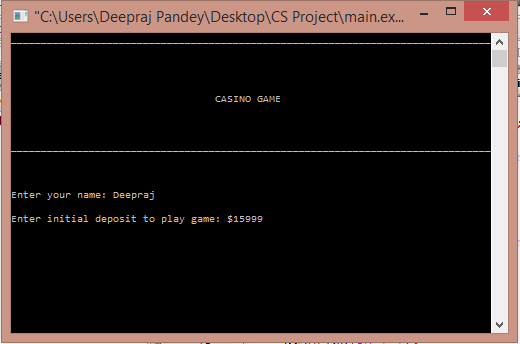 "C:\Users\Deepraj Pandey\Desktop\CS Project\main.ex...
CASINO GAME
Enter your name: Deepraj
Enter initial deposit to play game: $15999